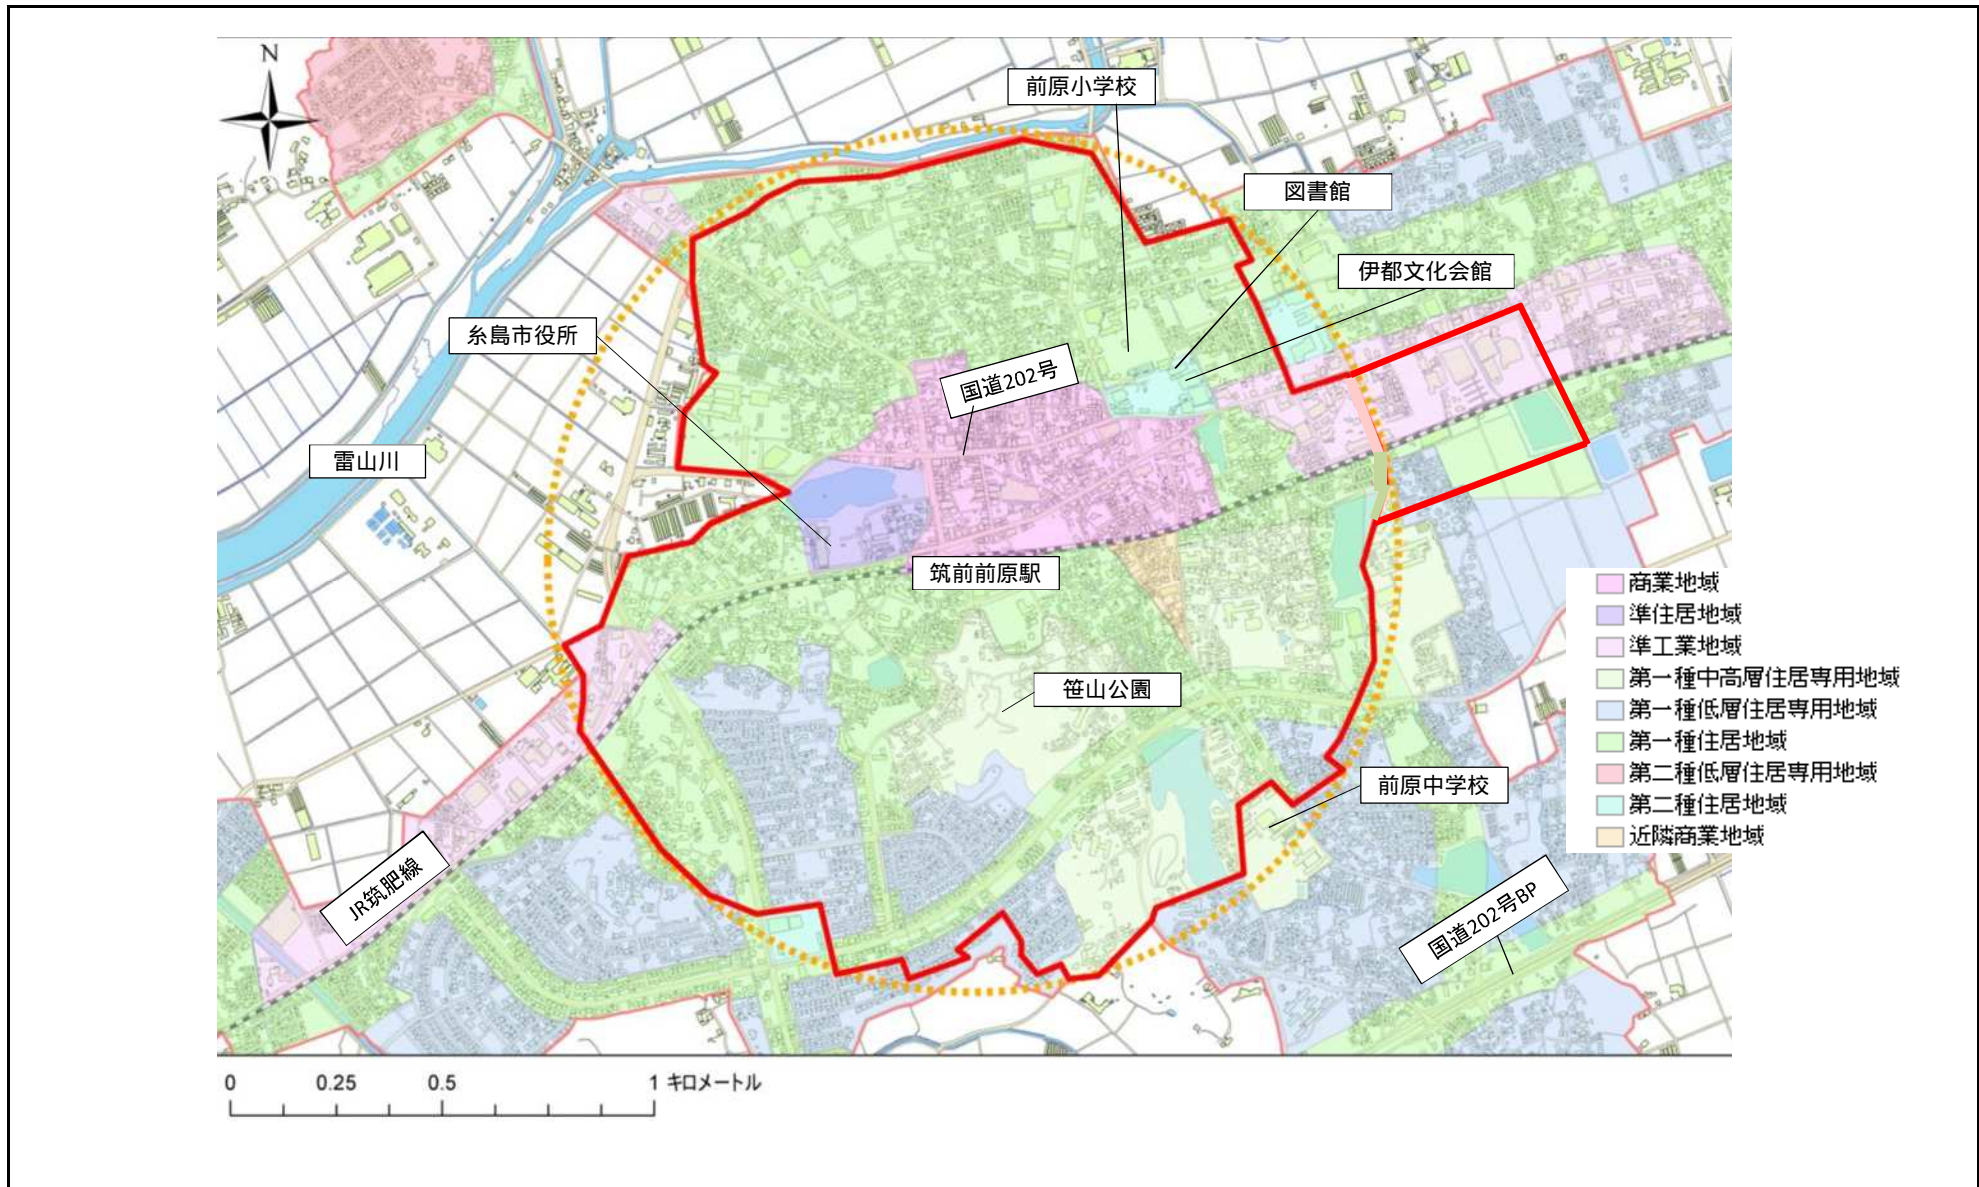 N
前原小学校
図書館
伊都文化会館
糸島市役所
国道202号
雷山川
筑前前原駅
商業地域
準住居地域
準工業地域
第一種中高層住居専用地域
第一種低層住居専用地域
第一種住居地域
第二種低層住居専用地域
第二種住居地域
近隣商業地域
笹山公園
前原中学校
JR筑肥線
国道202号BP
0 0.25 0.5 1 キロメートル